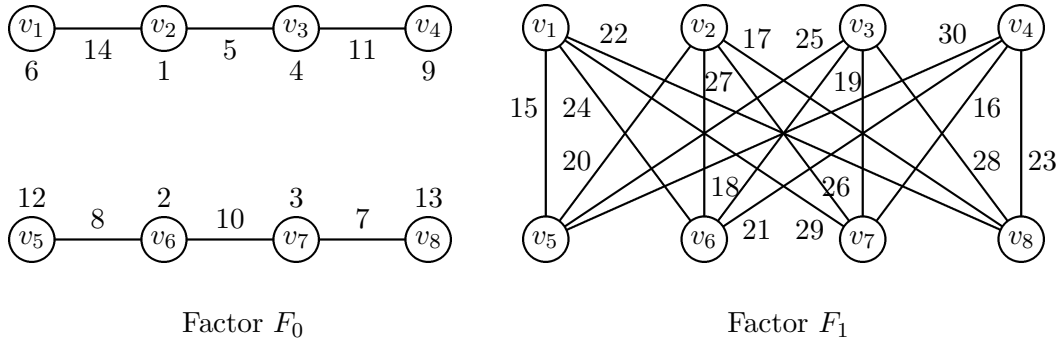 v₁ v₂ v₃ v₄ v₁ v₂ v₃ v₄
22 17 25 30
14 5 11
6 1 4 9
27 19
15 24 16
20 28 23
12 2 3 13
18 26
8 10 7
21 29
v₅ v₆ v₇ v₈ v₅ v₆ v₇ v₈
Factor F₀ Factor F₁